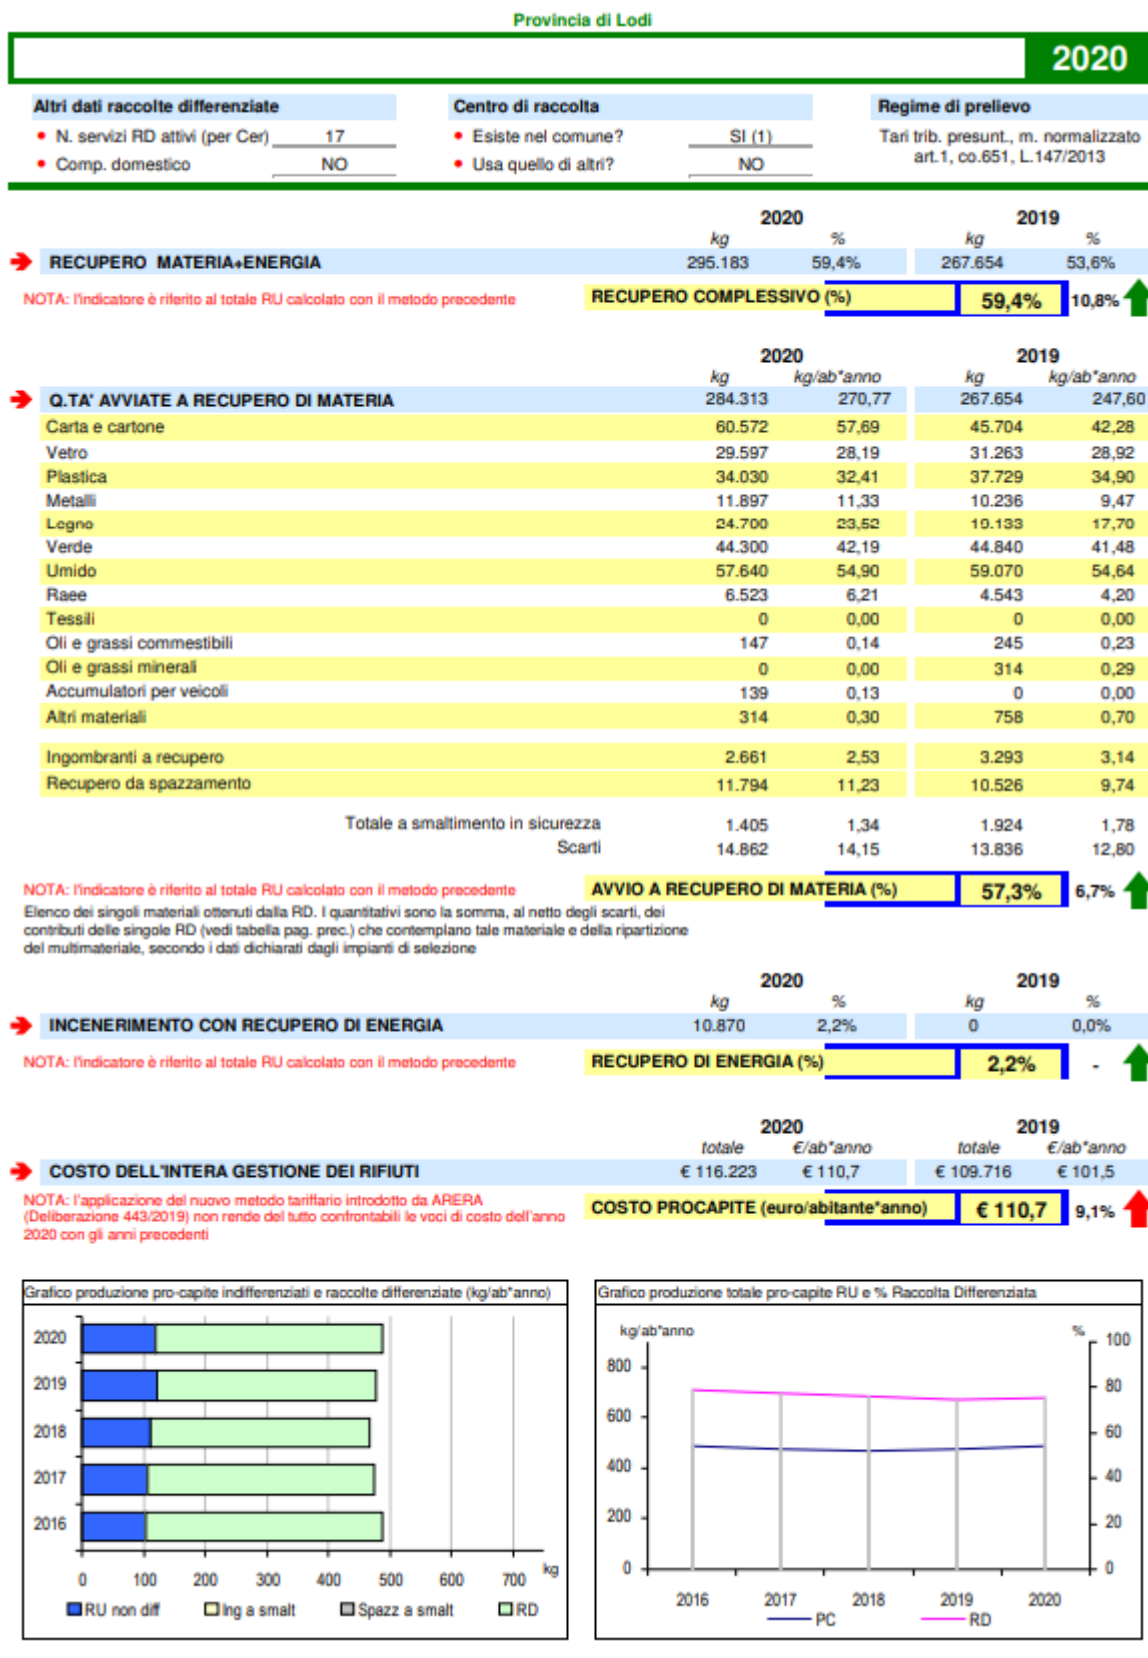 Provincia di Lodi
2020
Altri dati raccolte differenziate Centro di raccolta Regime di prelievo
• N. servizi RD attivi (per Cer) 17 • Esiste nel comune? SI (1) Tari trib. presunt., m. normalizzato
• Comp. domestico NO • Usa quello di altri? NO art.1, co.651, L.147/2013
2020 2019
kg % kg %
RECUPERO MATERIA+ENERGIA 295.183 59,4% 267.654 53,6%
NOTA: l'indicatore è riferito al totale RU calcolato con il metodo precedente RECUPERO COMPLESSIVO (%) 59,4% 10,8%
2020 2019
kg kg/ab*anno kg kg/ab*anno
Q.TA' AVVIATE A RECUPERO DI MATERIA 284.313 270,77 267.654 247,60
Carta e cartone 60.572 57,69 45.704 42,28
Vetro 29.597 28,19 31.263 28,92
Plastica 34.030 32,41 37.729 34,90
Metalli 11.897 11,33 10.236 9,47
Legno 24.700 23,52 19.133 17,70
Verde 44.300 42,19 44.840 41,48
Umido 57.640 54,90 59.070 54,64
Raee 6.523 6,21 4.543 4,20
Tessili 0 0,00 0 0,00
Oli e grassi commestibili 147 0,14 245 0,23
Oli e grassi minerali 0 0,00 314 0,29
Accumulatori per veicoli 139 0,13 0 0,00
Altri materiali 314 0,30 758 0,70
Ingombranti a recupero 2.661 2,53 3.293 3,14
Recupero da spazzamento 11.794 11,23 10.526 9,74
Totale a smaltimento in sicurezza 1.405 1,34 1.924 1,78
Scarti 14.862 14,15 13.836 12,80
NOTA: l'indicatore è riferito al totale RU calcolato con il metodo precedente AVVIO A RECUPERO DI MATERIA (%) 57,3% 6,7%
Elenco dei singoli materiali ottenuti dalla RD. I quantitativi sono la somma, al netto degli scarti, dei
contributi delle singole RD (vedi tabella pag. prec.) che contemplano tale materiale e della ripartizione
del multimateriale, secondo i dati dichiarati dagli impianti di selezione
2020 2019
kg % kg %
INCENERIMENTO CON RECUPERO DI ENERGIA 10.870 2,2% 0 0,0%
NOTA: l'indicatore è riferito al totale RU calcolato con il metodo precedente RECUPERO DI ENERGIA (%) 2,2% -
2020 2019
totale €/ab*anno totale €/ab*anno
COSTO DELL'INTERA GESTIONE DEI RIFIUTI € 116.223 € 110,7 € 109.716 € 101,5
NOTA: l'applicazione del nuovo metodo tariffario introdotto da ARERA
(Deliberazione 443/2019) non rende del tutto confrontabili le voci di costo dell'anno
2020 con gli anni precedenti
COSTO PROCAPITE (euro/abitante*anno) € 110,7 9,1%
Grafico produzione pro-capite indifferenziati e raccolte differenziate (kg/ab*anno)
2020
2019
2018
2017
2016
0 100 200 300 400 500 600 700 kg
RU non diff Ing a smalt Spazz a smalt RD
Grafico produzione totale pro-capite RU e % Raccolta Differenziata
kg/ab*anno %
800
600
400
200
0
100
80
60
40
20
0
2016 2017 2018 2019 2020
PC RD